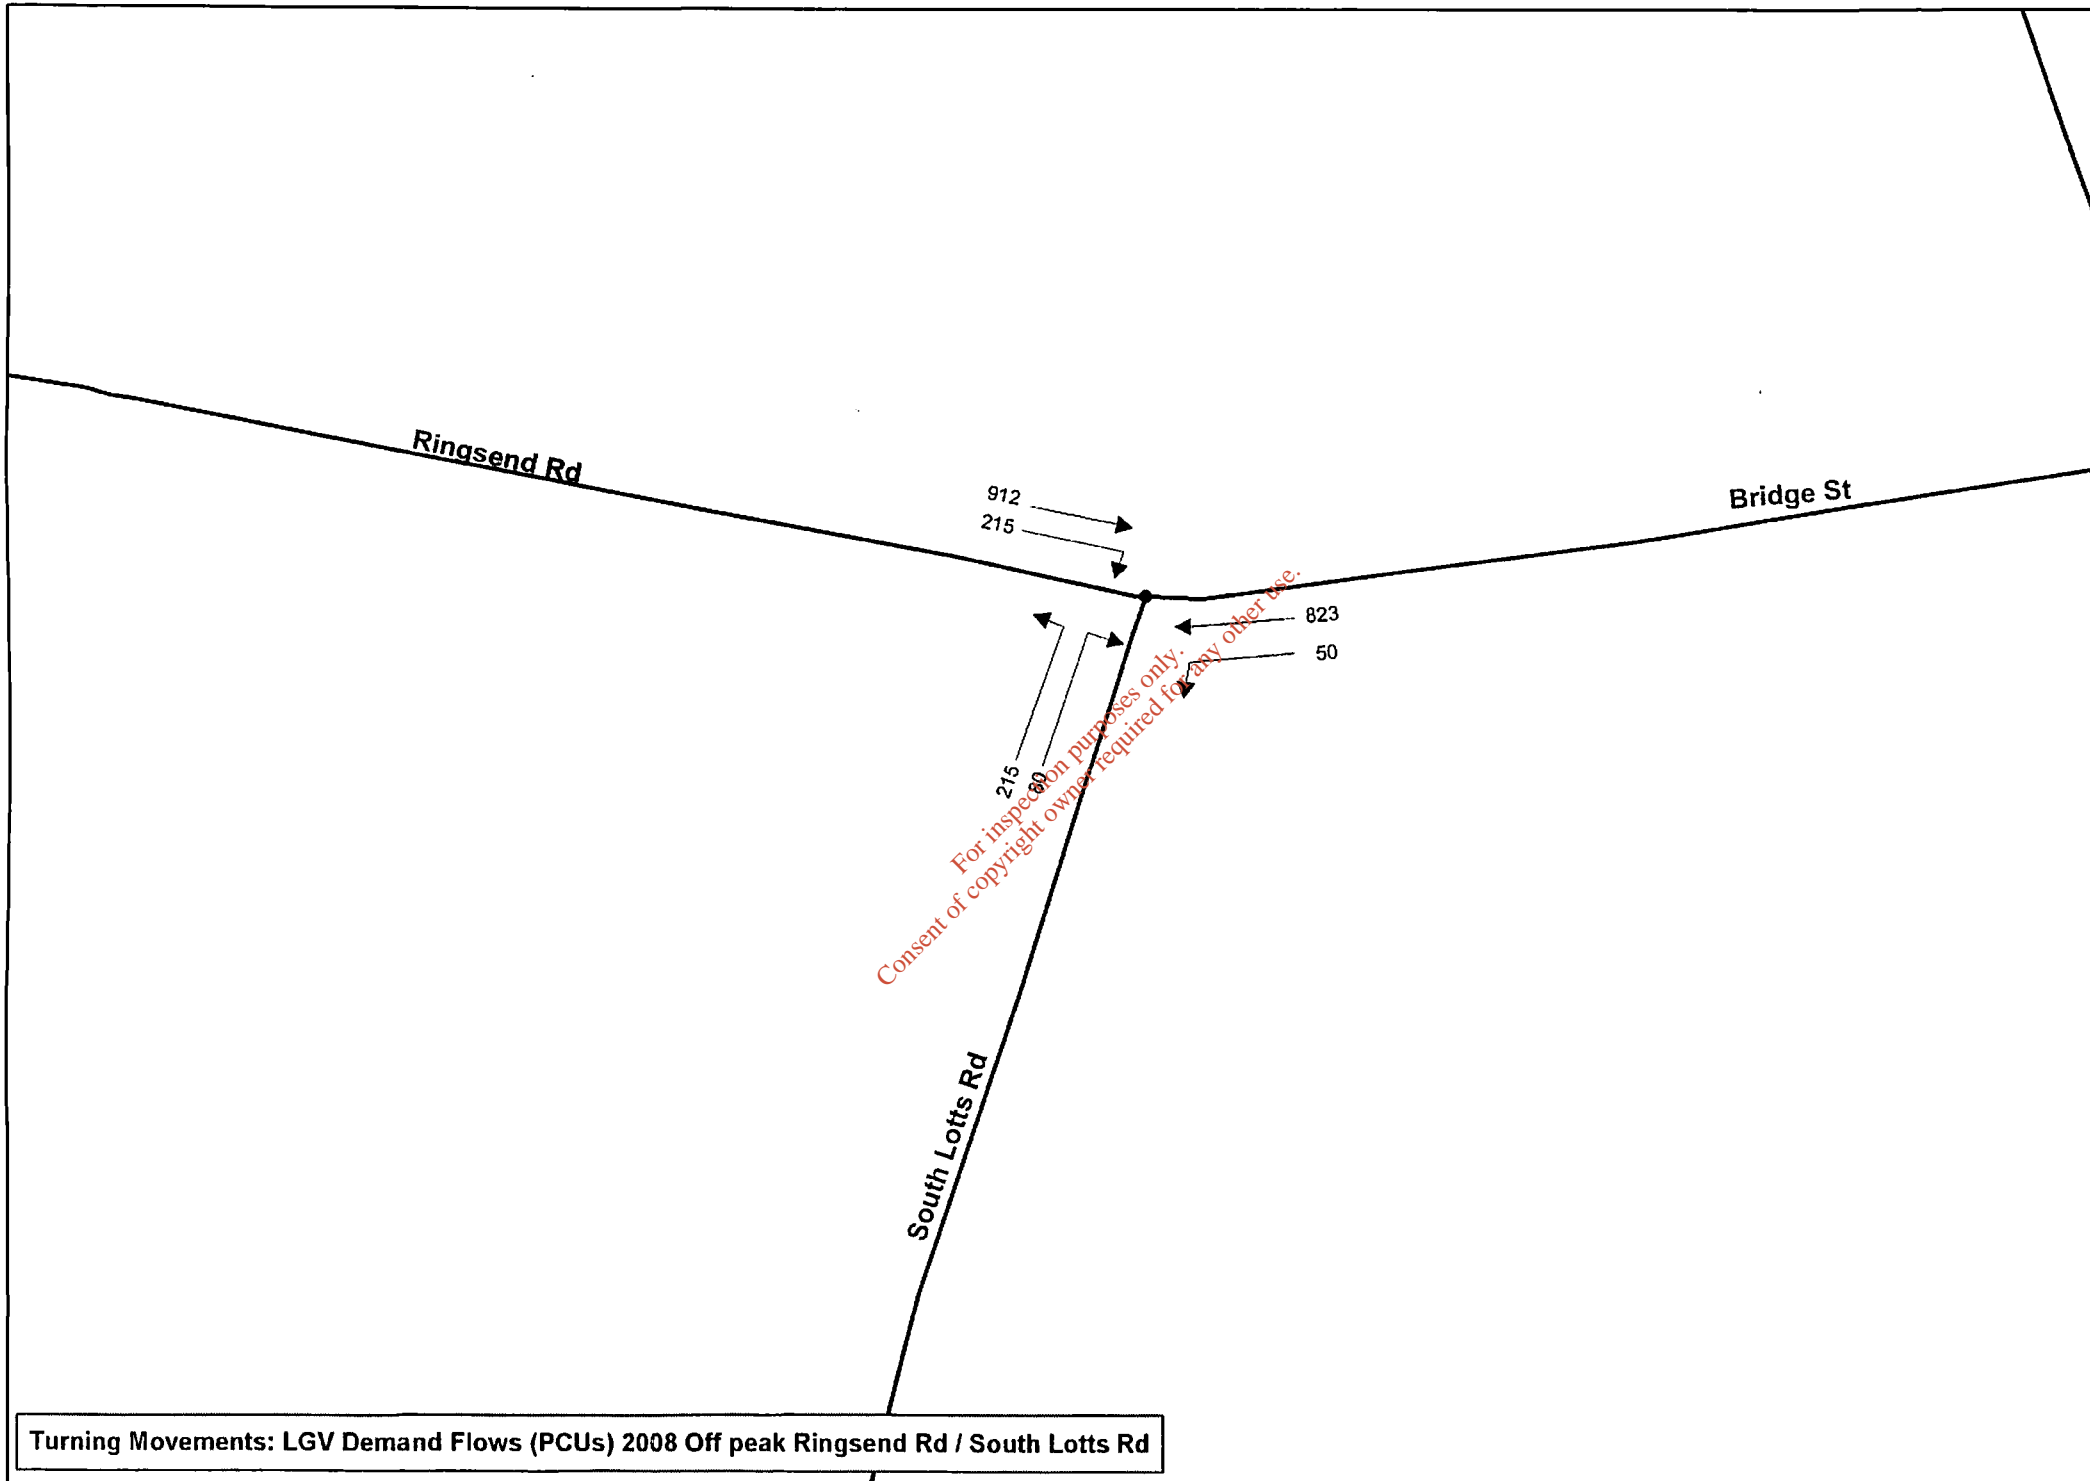 Ringsend Rd
912
215
Bridge St
823
50
215
80
For inspection purposes only.
Consent of copyright owner required for any other use.
South Lotts Rd
Turning Movements: LGV Demand Flows (PCUs) 2008 Off peak Ringsend Rd / South Lotts Rd